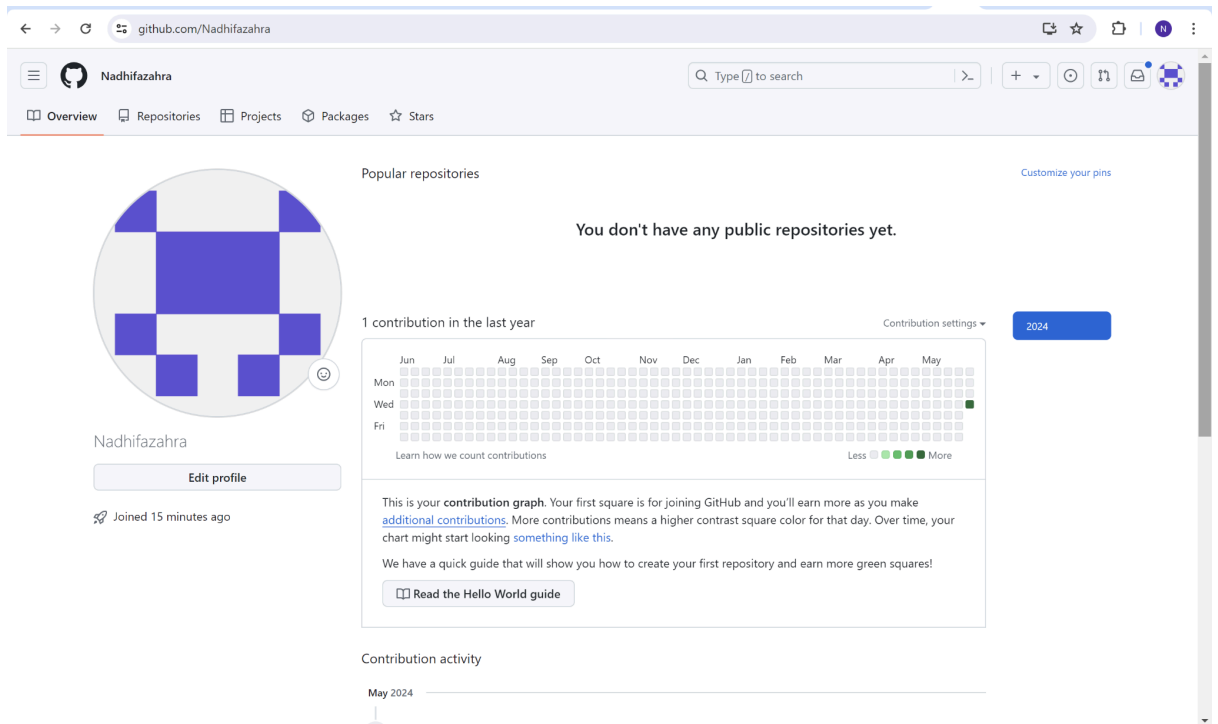 github.com/Nadhifazahra
N
Nadhifazahra
Type / to search
Overview
Repositories
Projects
Packages
Stars
Popular repositories
Customize your pins
You don't have any public repositories yet.
1 contribution in the last year
Contribution settings
2024
Jun Jul Aug Sep Oct Nov Dec Jan Feb Mar Apr May
Mon
Wed
Fri
Learn how we count contributions
Less More
Nadhifazahra
Edit profile
Joined 15 minutes ago
This is your contribution graph. Your first square is for joining GitHub and you'll earn more as you make
additional contributions. More contributions means a higher contrast square color for that day. Over time, your
chart might start looking something like this.
We have a quick guide that will show you how to create your first repository and earn more green squares!
Read the Hello World guide
Contribution activity
May 2024